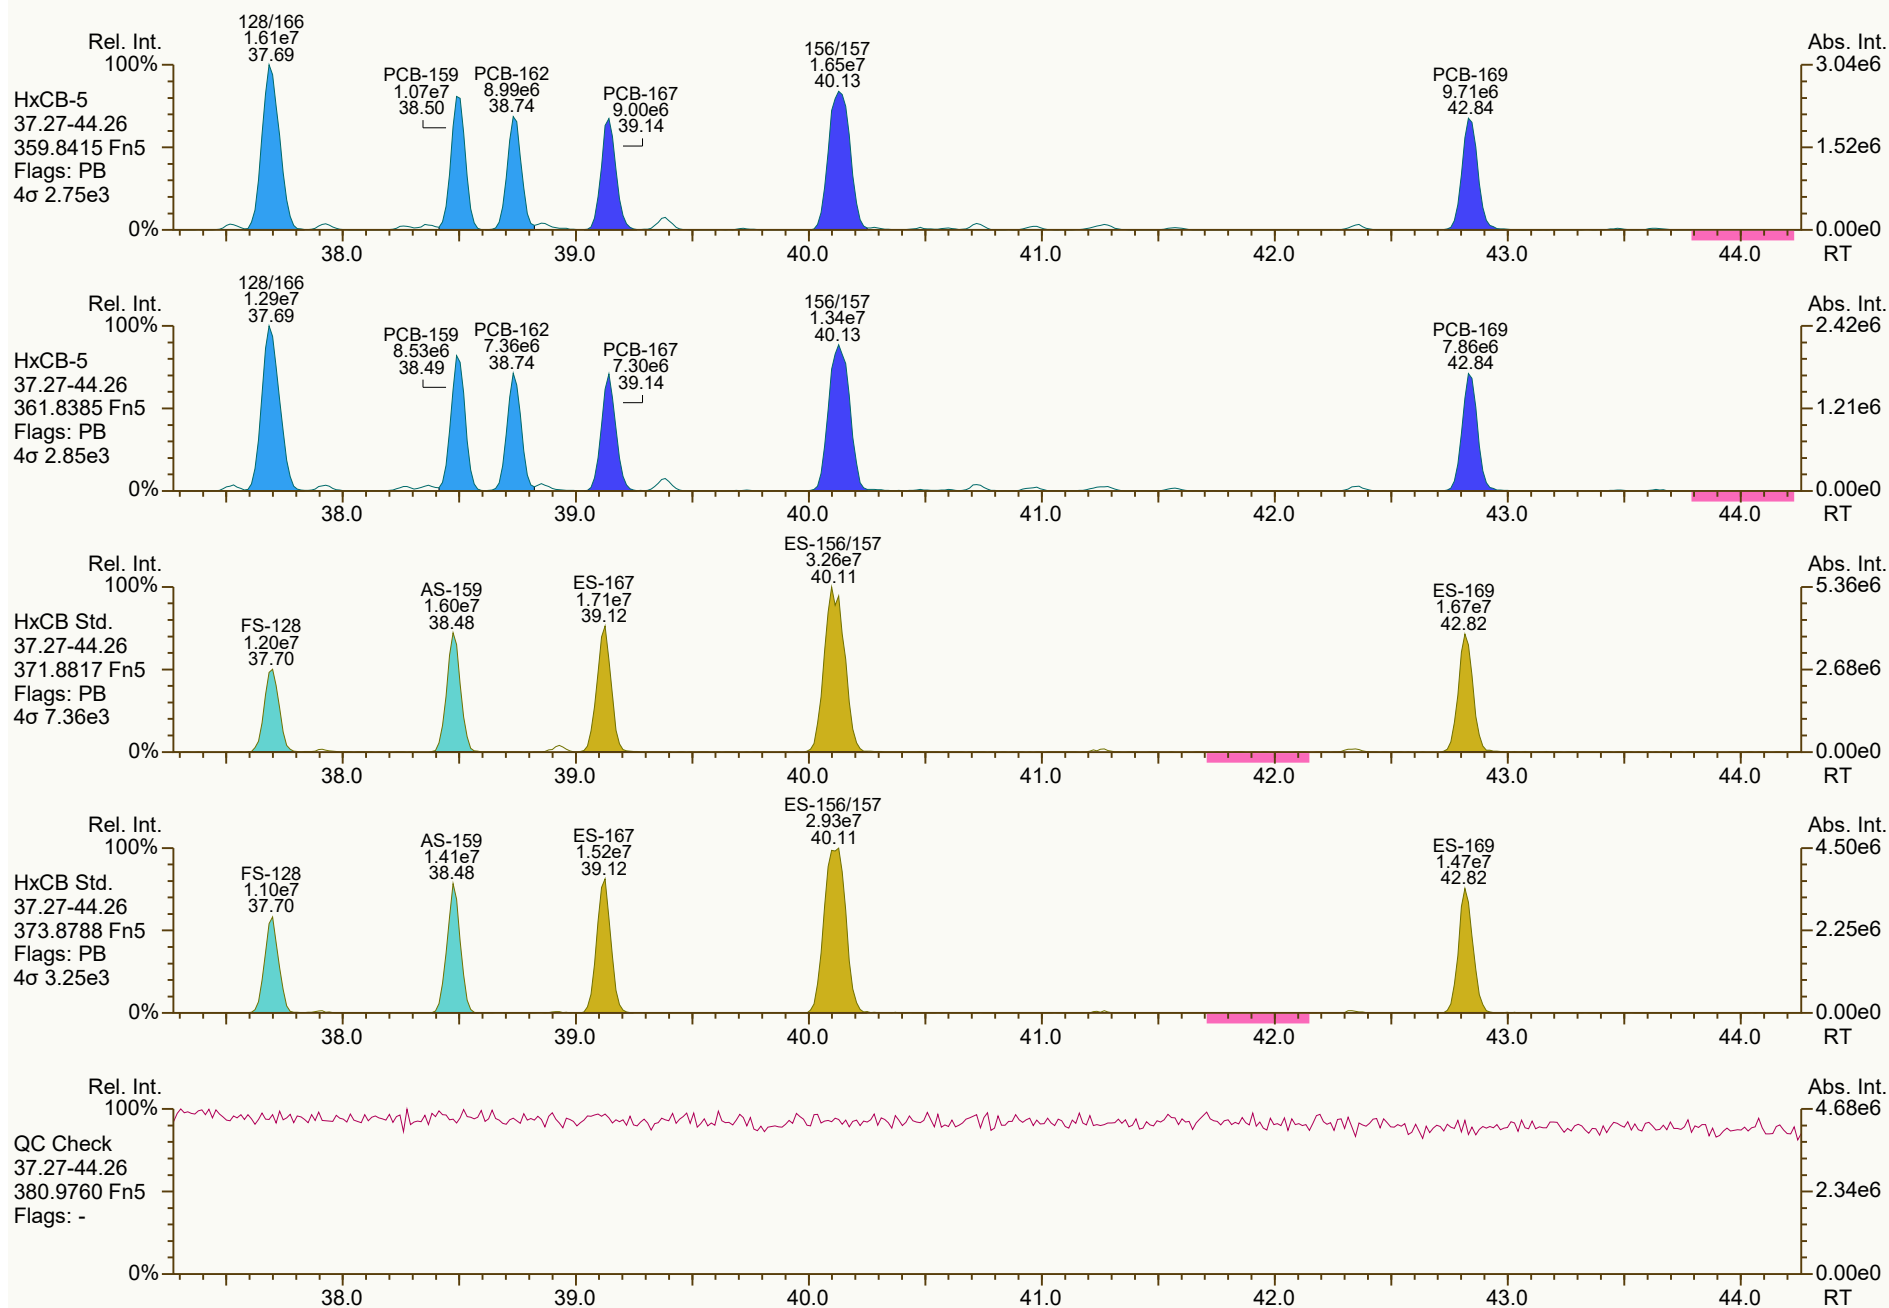 128/166
1.61e7
37.69
156/157
1.65e7
40.13
Rel. Int.
Abs. Int.
100%
3.04e6
PCB-159
1.07e7
38.50
PCB-162
8.99e6
38.74
PCB-167
9.00e6
39.14
PCB-169
9.71e6
42.84
HxCB-5
37.27-44.26
359.8415 Fn5
Flags: PB
4σ 2.75e3
1.52e6
0%
0.00e0
38.0
39.0
40.0
41.0
42.0
43.0
44.0
RT
128/166
1.29e7
37.69
156/157
1.34e7
40.13
Rel. Int.
Abs. Int.
100%
2.42e6
PCB-159
8.53e6
38.49
PCB-162
7.36e6
38.74
PCB-167
7.30e6
39.14
PCB-169
7.86e6
42.84
HxCB-5
37.27-44.26
361.8385 Fn5
Flags: PB
4σ 2.85e3
1.21e6
0%
0.00e0
38.0
39.0
40.0
41.0
42.0
43.0
44.0
RT
ES-156/157
3.26e7
40.11
Rel. Int.
Abs. Int.
100%
5.36e6
FS-128
1.20e7
37.70
AS-159
1.60e7
38.48
ES-167
1.71e7
39.12
ES-169
1.67e7
42.82
HxCB Std.
37.27-44.26
371.8817 Fn5
Flags: PB
4σ 7.36e3
2.68e6
0%
0.00e0
38.0
39.0
40.0
41.0
42.0
43.0
44.0
RT
ES-156/157
2.93e7
40.11
Rel. Int.
Abs. Int.
100%
4.50e6
FS-128
1.10e7
37.70
AS-159
1.41e7
38.48
ES-167
1.52e7
39.12
ES-169
1.47e7
42.82
HxCB Std.
37.27-44.26
373.8788 Fn5
Flags: PB
4σ 3.25e3
2.25e6
0%
0.00e0
38.0
39.0
40.0
41.0
42.0
43.0
44.0
RT
Rel. Int.
Abs. Int.
100%
4.68e6
QC Check
37.27-44.26
380.9760 Fn5
Flags: -
2.34e6
0%
0.00e0
38.0
39.0
40.0
41.0
42.0
43.0
44.0
RT